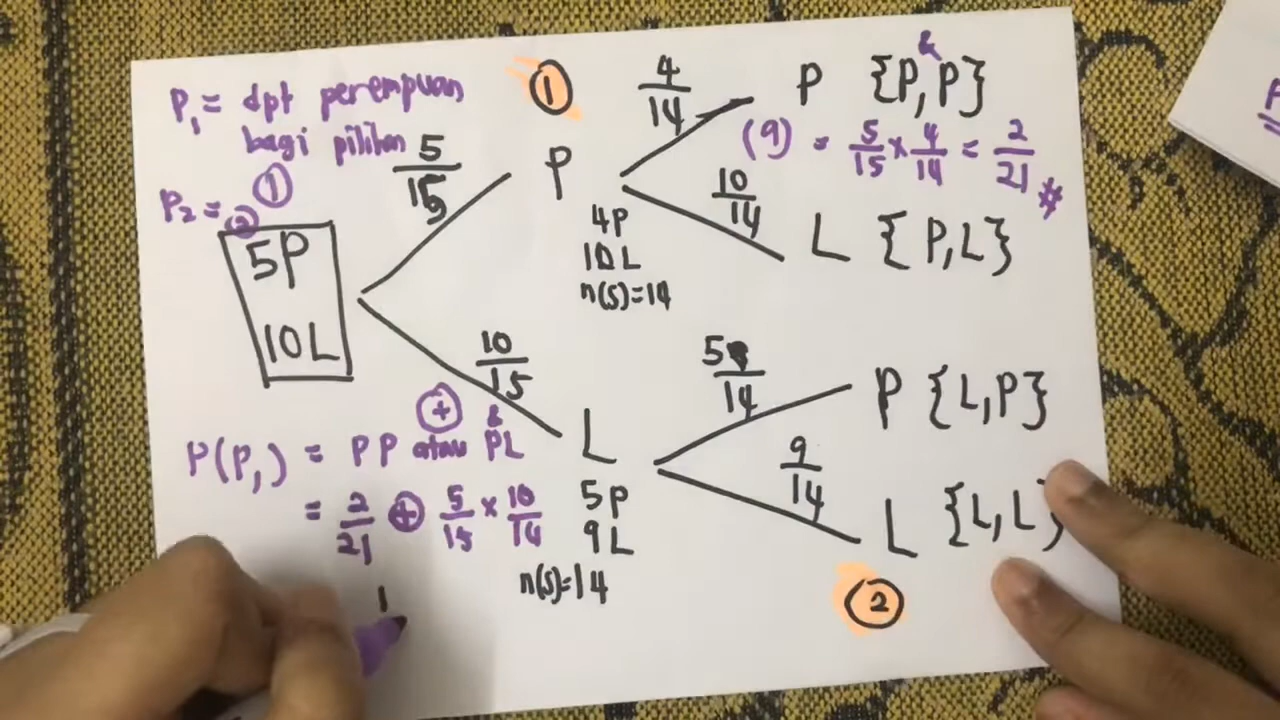 P₁ = dpt perempuan
bagi pilihan
①
P₂ = ②
5P
10L
5/15
10/15
①
P
4P
10L
n(s)=14
4/14
10/14
P {P, P}
&
(9) = 5/15 × 4/14 = 2/21 #
L {P,L}
L
5P
9L
n(s)=14
5/14
9/14
P {L,P}
L {L,L}
②
+ &
P(P₁) = PP atau PL
= 2/21 + 5/15 × 10/14
1